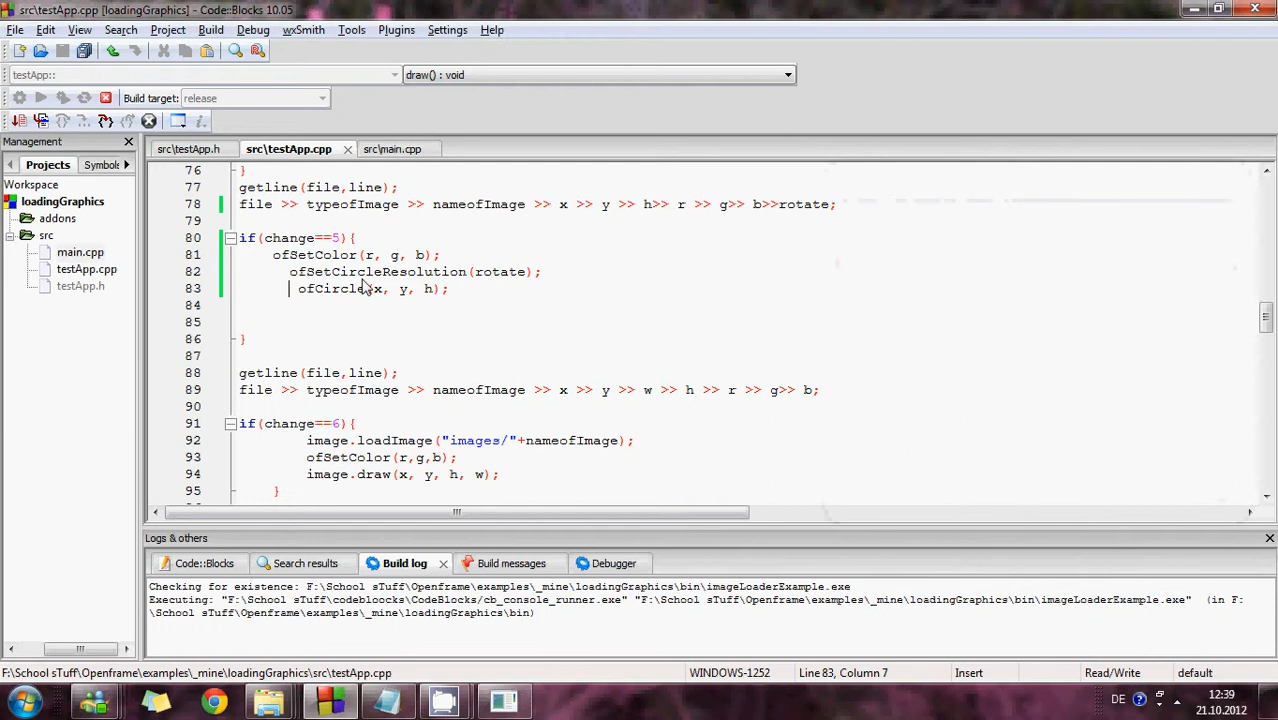 src\testApp.cpp [loadingGraphics] - Code::Blocks 10.05
File Edit View Search Project Build Debug wxSmith Tools Plugins Settings Help
testApp:: draw() : void
Build target: release
Management
Projects Symbols
Workspace
loadingGraphics
addons
src
main.cpp
testApp.cpp
testApp.h
src\testApp.h src\testApp.cpp src\main.cpp
76 }
77 getline(file,line);
78 file >> typeofImage >> nameofImage >> x >> y >> h>> r >> g>> b>>rotate;
79
80 if(change==5){
81 ofSetColor(r, g, b);
82 ofSetCircleResolution(rotate);
83 ofCircle(x, y, h);
84
85
86 }
87
88 getline(file,line);
89 file >> typeofImage >> nameofImage >> x >> y >> w >> h >> r >> g>> b;
90
91 if(change==6){
92 image.loadImage("images/"+nameofImage);
93 ofSetColor(r,g,b);
94 image.draw(x, y, h, w);
95 }
Logs & others
Code::Blocks Search results Build log Build messages Debugger
Checking for existence: F:\School sTuff\Openframe\examples\_mine\loadingGraphics\bin\imageLoaderExample.exe
Executing: "F:\School sTuff\codebloocks\CodeBlocks/cb_console_runner.exe" "F:\School sTuff\Openframe\examples\_mine\loadingGraphics\bin\imageLoaderExample.exe" (in F:
\School sTuff\Openframe\examples\_mine\loadingGraphics\bin)
F:\School sTuff\Openframe\examples\_mine\loadingGraphics\src\testApp.cpp WINDOWS-1252 Line 83, Column 7 Insert Read/Write default
DE 12:39
21.10.2012